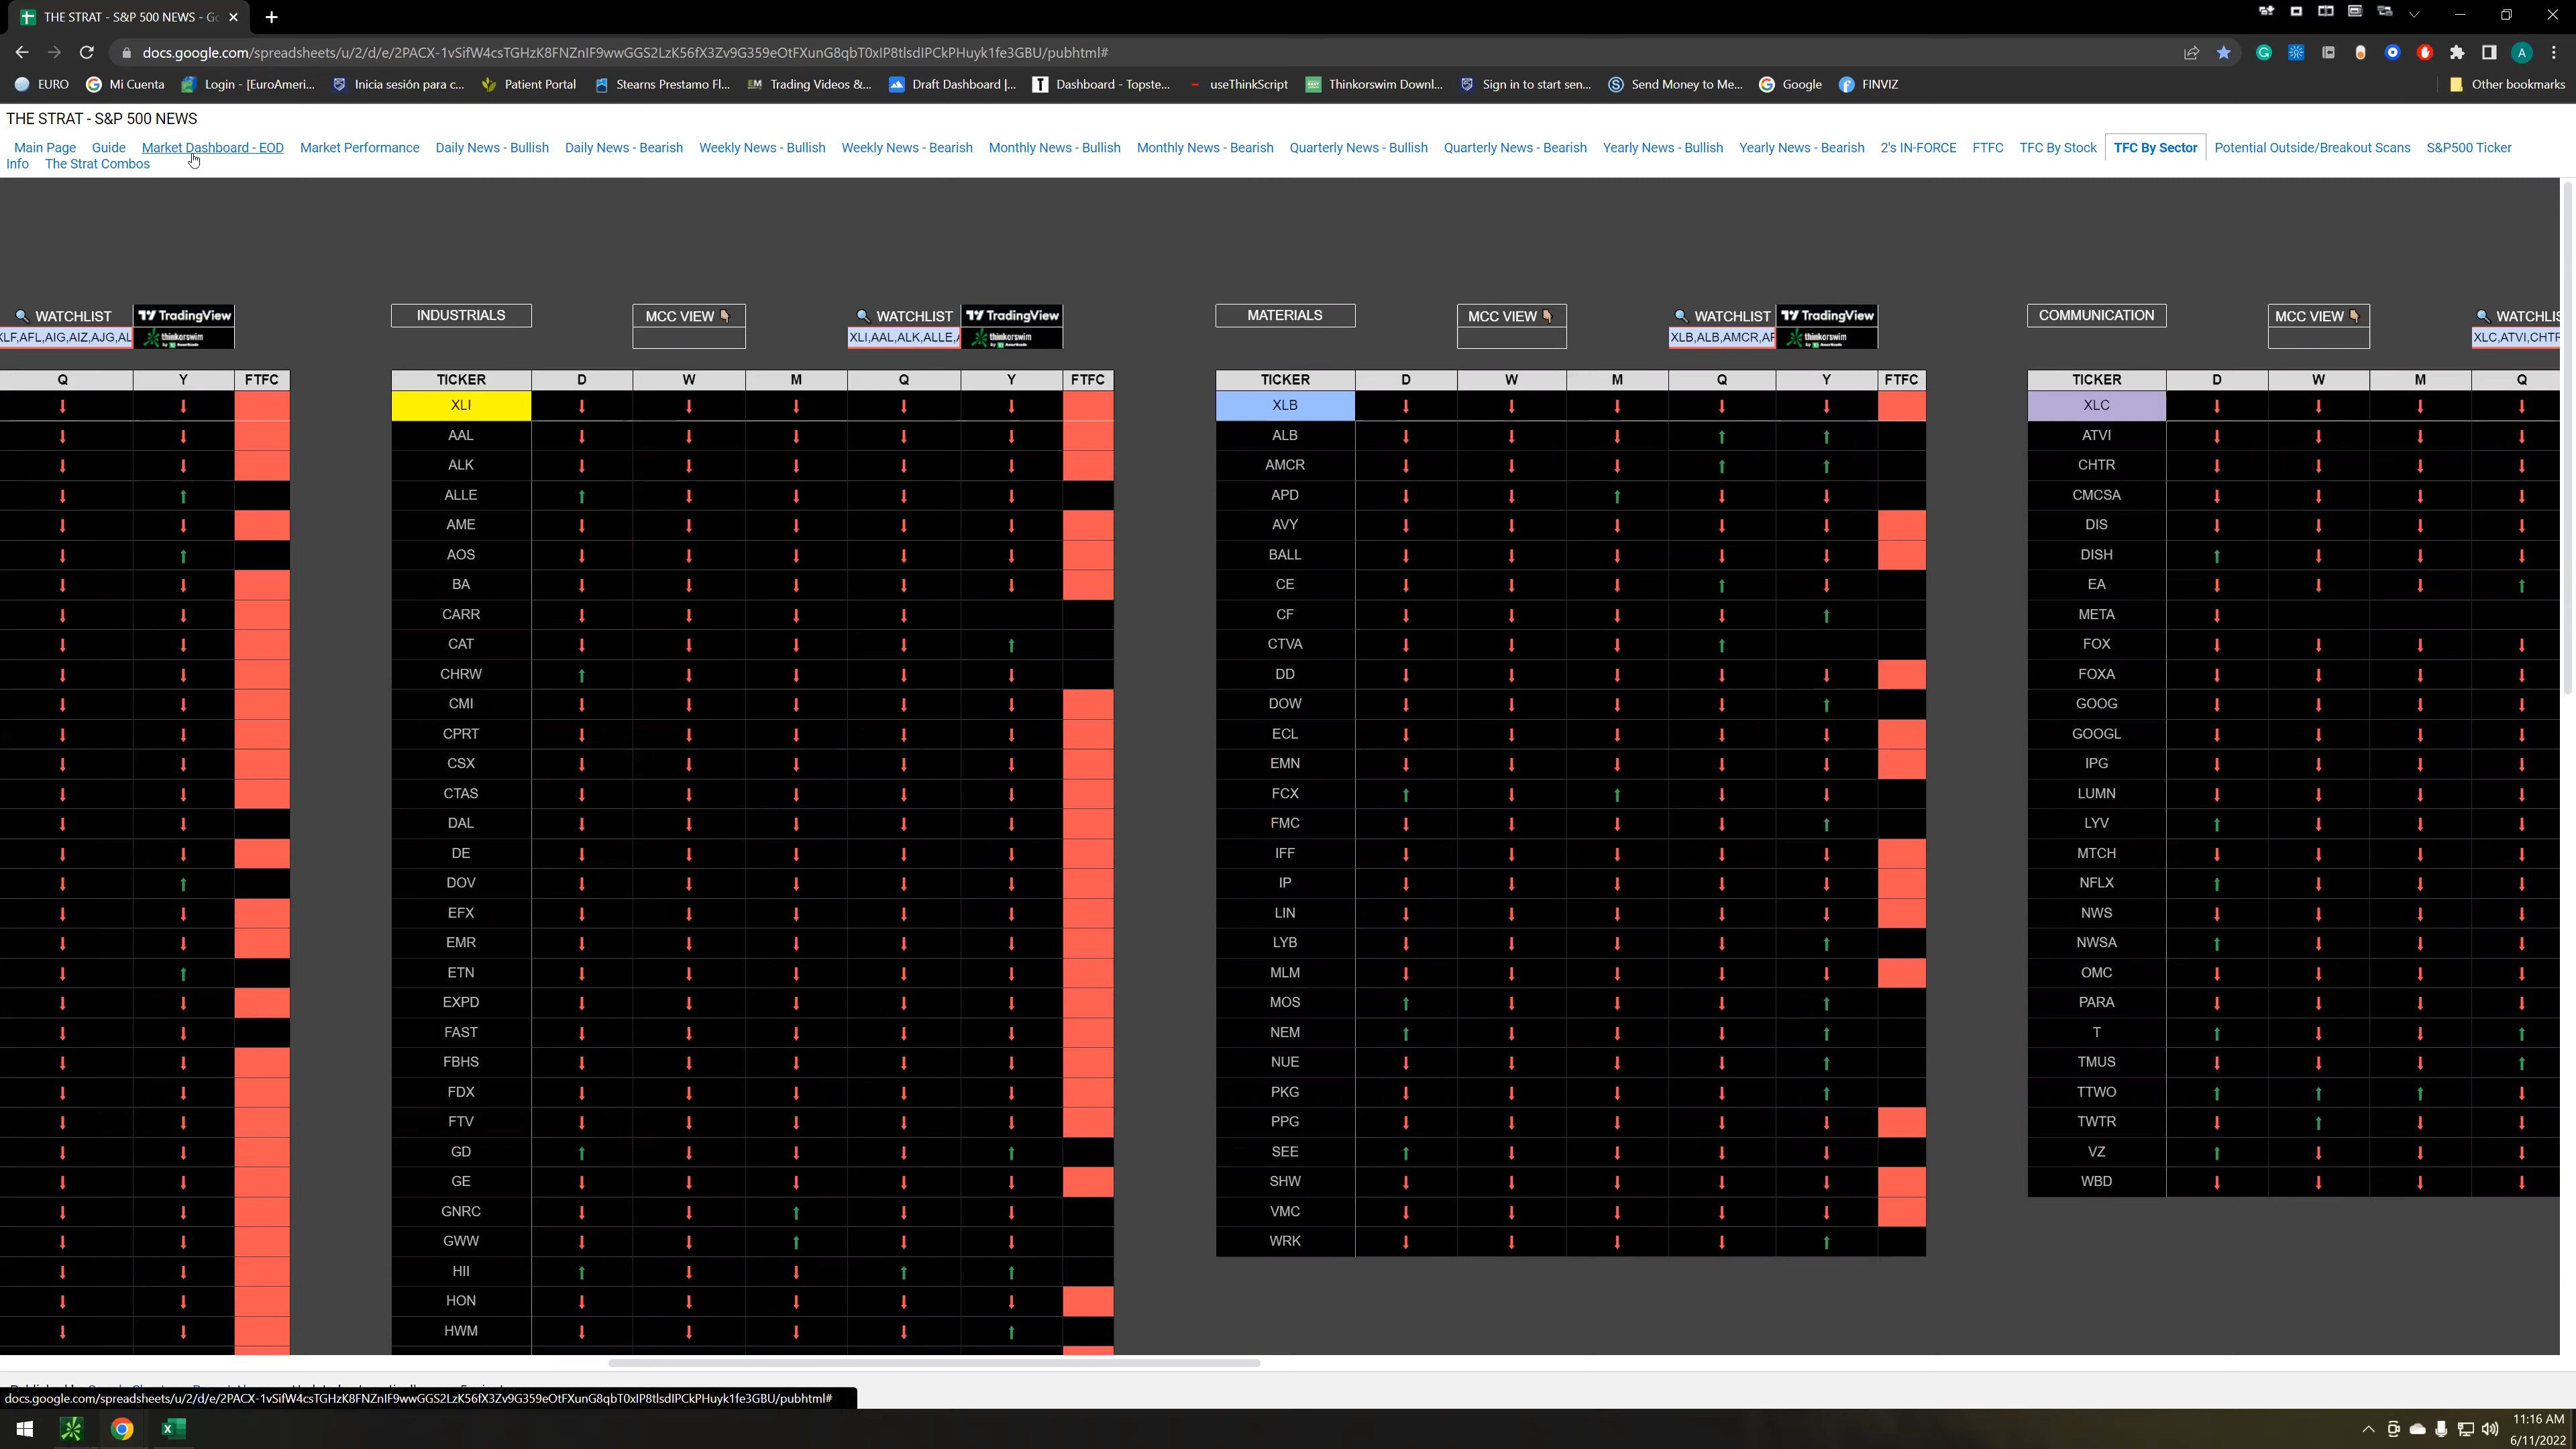 THE STRAT - S&P 500 NEWS - Go
docs.google.com/spreadsheets/u/2/d/e/2PACX-1vSifW4csTGHzK8FNZnIF9wwGGS2LzK56fX3Zv9G359eOtFXunG8qbT0xIP8tlsdIPCkPHuyk1fe3GBU/pubhtml#
EURO Mi Cuenta Login - [EuroAmeri... Inicia sesión para c... Patient Portal Stearns Prestamo Fl... Trading Videos &... Draft Dashboard |... Dashboard - Topste... useThinkScript Thinkorswim Downl... Sign in to start sen... Send Money to Me... Google FINVIZ Other bookmarks
THE STRAT - S&P 500 NEWS
Main Page Guide Market Dashboard - EOD Market Performance Daily News - Bullish Daily News - Bearish Weekly News - Bullish Weekly News - Bearish Monthly News - Bullish Monthly News - Bearish Quarterly News - Bullish Quarterly News - Bearish Yearly News - Bullish Yearly News - Bearish 2's IN-FORCE FTFC TFC By Stock TFC By Sector Potential Outside/Breakout Scans S&P500 Ticker
Info The Strat Combos
WATCHLIST TradingView INDUSTRIALS MCC VIEW WATCHLIST TradingView MATERIALS MCC VIEW WATCHLIST TradingView COMMUNICATION MCC VIEW WATCHLIS
XLF,AFL,AIG,AIZ,AJG,AL thinkorswim XLI,AAL,ALK,ALLE,A thinkorswim XLB,ALB,AMCR,AP thinkorswim XLC,ATVI,CHTR
Q Y FTFC TICKER D W M Q Y FTFC TICKER D W M Q Y FTFC TICKER D W M Q
XLI XLB XLC
AAL ALB ATVI
ALK AMCR CHTR
ALLE APD CMCSA
AME AVY DIS
AOS BALL DISH
BA CE EA
CARR CF META
CAT CTVA FOX
CHRW DD FOXA
CMI DOW GOOG
CPRT ECL GOOGL
CSX EMN IPG
CTAS FCX LUMN
DAL FMC LYV
DE IFF MTCH
DOV IP NFLX
EFX LIN NWS
EMR LYB NWSA
ETN MLM OMC
EXPD MOS PARA
FAST NEM T
FBHS NUE TMUS
FDX PKG TTWO
FTV PPG TWTR
GD SEE VZ
GE SHW WBD
GNRC VMC
GWW WRK
HII
HON
HWM
docs.google.com/spreadsheets/u/2/d/e/2PACX-1vSifW4csTGHzK8FNZnIF9wwGGS2LzK56fX3Zv9G359eOtFXunG8qbT0xIP8tlsdIPCkPHuyk1fe3GBU/pubhtml#
11:16 AM
6/11/2022